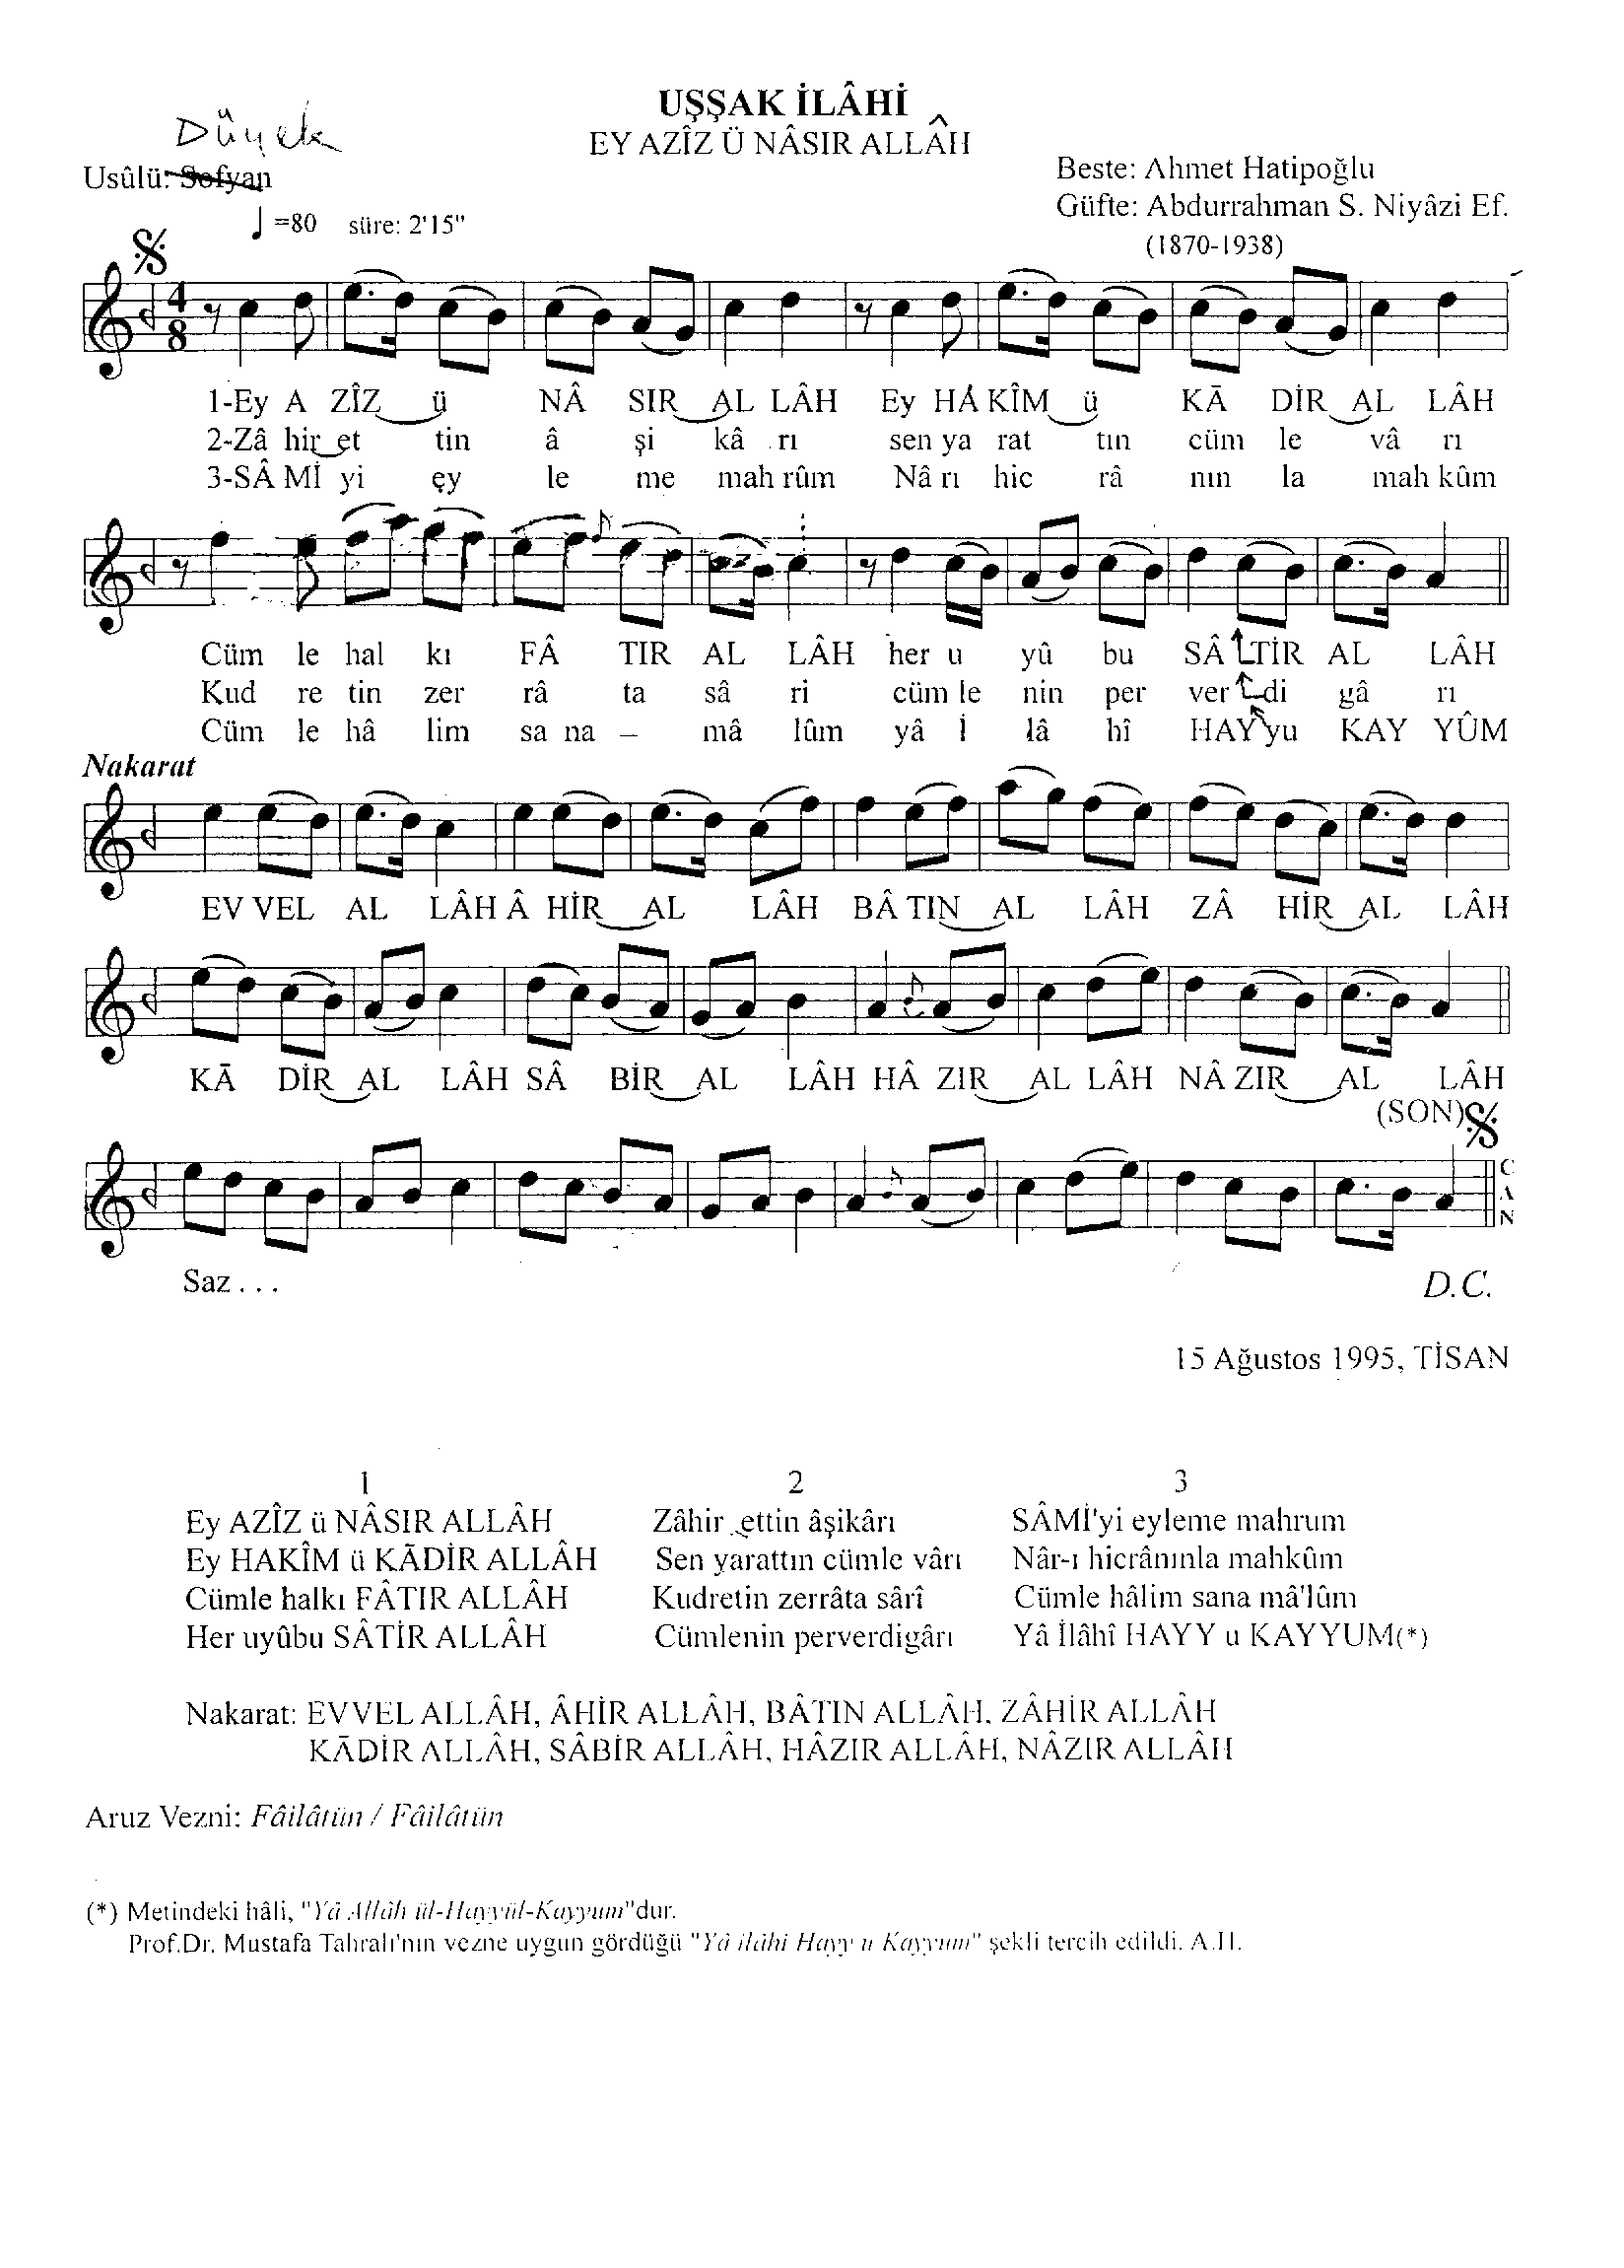 UŞŞAK İLÂHİ
EY AZÎZ Ü NÂSIR ALLÂH
Düyek
Usûlü: Sofyan
Beste: Ahmet Hatipoğlu
Güfte: Abdurrahman S. Niyâzi Ef.
(1870-1938)
=80 süre: 2'15"
4
8
1-Ey A ZÎZ ü NÂ SIR AL LÂH Ey HA KÎM ü KĀ DİR AL LÂH
2-Zâ hir et tin â şi kâ rı sen ya rat tın cüm le vâ rı
3-SÂ Mİ yi ey le me mah rûm Nâ rı hic râ nın la mah kûm
Cüm le hal kı FÂ TIR AL LÂH her u yû bu SÂ TİR AL LÂH
Kud re tin zer râ ta sâ ri cüm le nin per ver di gâ rı
Cüm le hâ lim sa na – mâ lûm yâ İ lâ hî HAY yu KAY YÛM
Nakarat
EV VEL AL LÂH Â HİR AL LÂH BÂ TIN AL LÂH ZÂ HİR AL LÂH
KĀ DİR AL LÂH SÂ BİR AL LÂH HÂ ZIR AL LÂH NÂ ZIR AL LÂH
(SON)
CAN
Saz . . .
D.C.
15 Ağustos 1995, TİSAN
1
Ey AZÎZ ü NÂSIR ALLÂH
Ey HAKÎM ü KĀDİR ALLÂH
Cümle halkı FÂTIR ALLÂH
Her uyûbu SÂTİR ALLÂH
2
Zâhir ettin âşikârı
Sen yarattın cümle vârı
Kudretin zerrâta sârî
Cümlenin perverdigârı
3
SÂMİ'yi eyleme mahrum
Nâr-ı hicrânınla mahkûm
Cümle hâlim sana mâ'lûm
Yâ İlâhî HAYY u KAYYUM(*)
Nakarat: EVVEL ALLÂH, ÂHİR ALLÂH, BÂTIN ALLÂH, ZÂHİR ALLÂH
KĀDİR ALLÂH, SÂBİR ALLÂH, HÂZIR ALLÂH, NÂZIR ALLÂH
Aruz Vezni: Fâilâtün / Fâilâtün
(*) Metindeki hâli, "Yâ Allâh ül-Hayyül-Kayyum"dur.
Prof.Dr. Mustafa Tahralı'nın vezne uygun gördüğü "Yâ ilâhi Hayy u Kayyum" şekli tercih edildi. A.H.